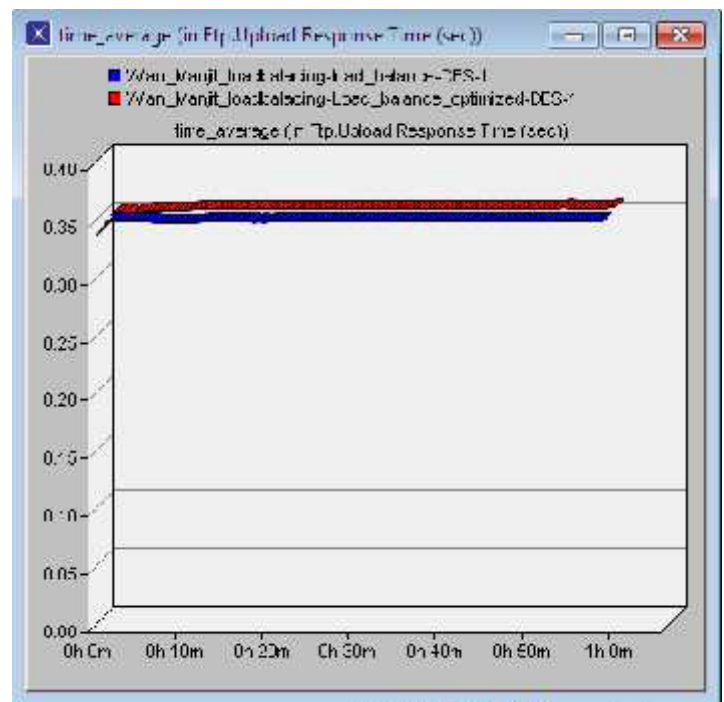 time_average (in Ftp.Upload Response Time (sec))
Wan_Manjit_loadbalacing-load_balance-DES-1
Wan_Manjit_loadbalacing-Load_balance_optimized-DES-1
time_average (in Ftp.Upload Response Time (sec))
0.40
0.35
0.30
0.25
0.20
0.15
0.10
0.05
0.00
0h 0m 0h 10m 0h 20m 0h 30m 0h 40m 0h 50m 1h 0m